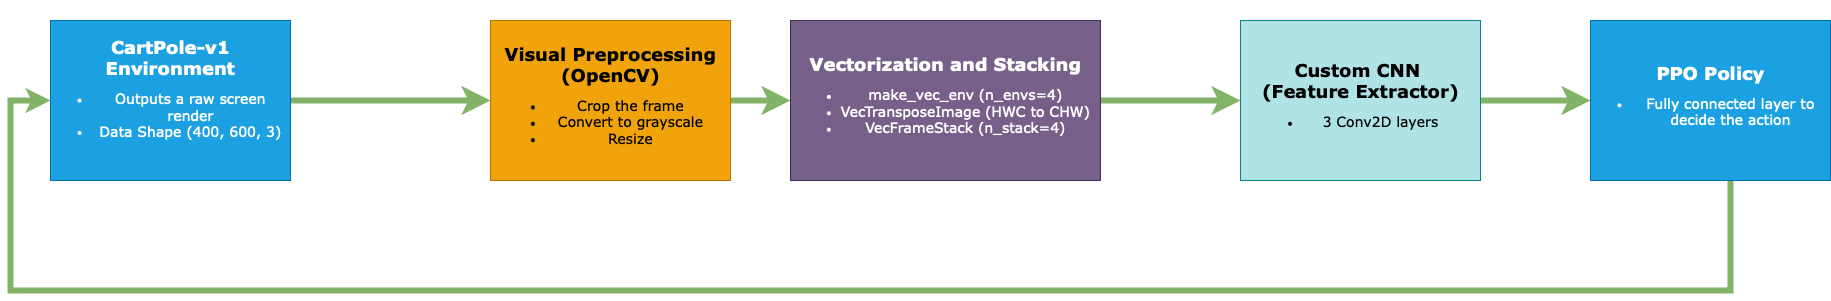 CartPole-v1
Environment
• Outputs a raw screen
render
• Data Shape (400, 600, 3)
Visual Preprocessing
(OpenCV)
• Crop the frame
• Convert to grayscale
• Resize
Vectorization and Stacking
• make_vec_env (n_envs=4)
• VecTransposeImage (HWC to CHW)
• VecFrameStack (n_stack=4)
Custom CNN
(Feature Extractor)
• 3 Conv2D layers
PPO Policy
• Fully connected layer to
decide the action